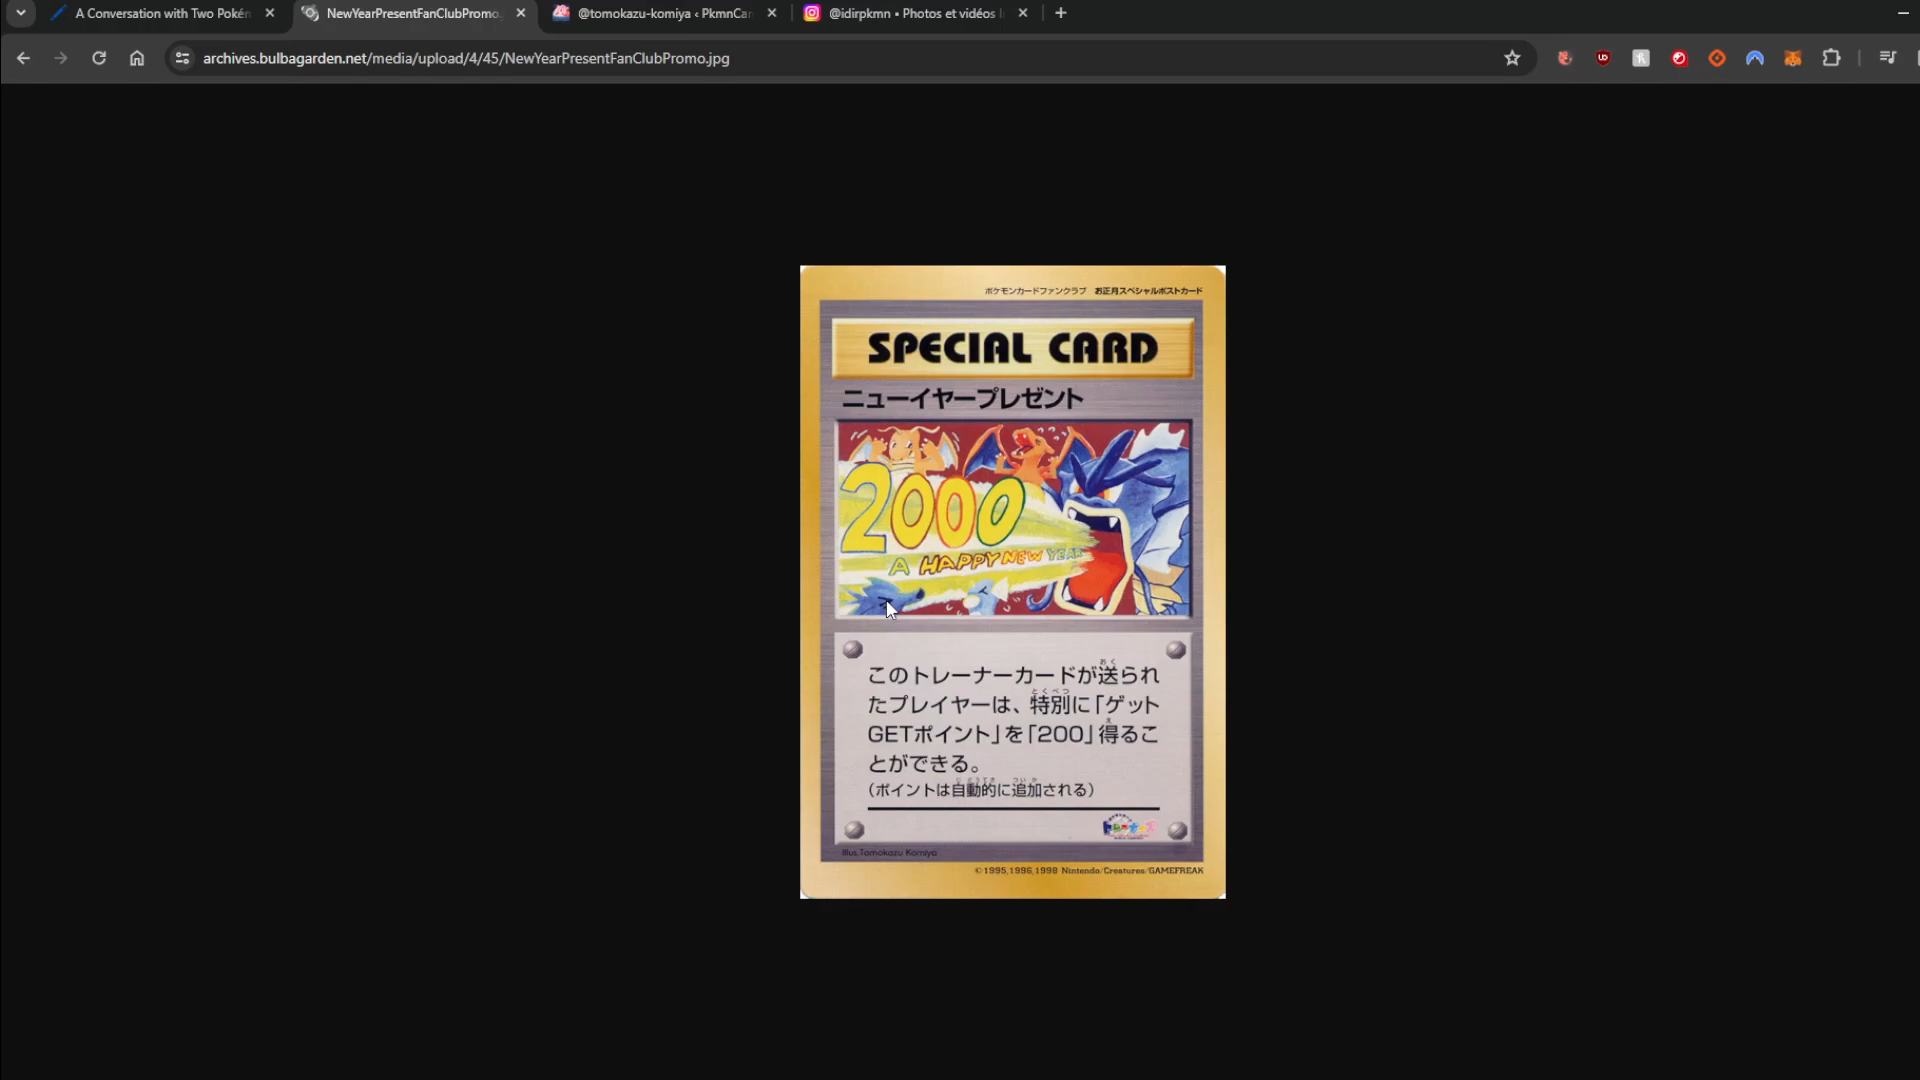 A Conversation with Two Pokén
NewYearPresentFanClubPromo.
@tomokazu-komiya ‹ PkmnCar
@idirpkmn • Photos et vidéos I
archives.bulbagarden.net/media/upload/4/45/NewYearPresentFanClubPromo.jpg
ポケモンカードファンクラブ お正月スペシャルポストカード
SPECIAL CARD
ニューイヤープレゼント
2000
A HAPPY NEW YEAR
このトレーナーカードが送られ
たプレイヤーは、特別に「ゲット
GETポイント」を「200」得るこ
とができる。
(ポイントは自動的に追加される)
Illus. Tomokazu Komiya
©1995,1996,1998 Nintendo/Creatures/GAMEFREAK